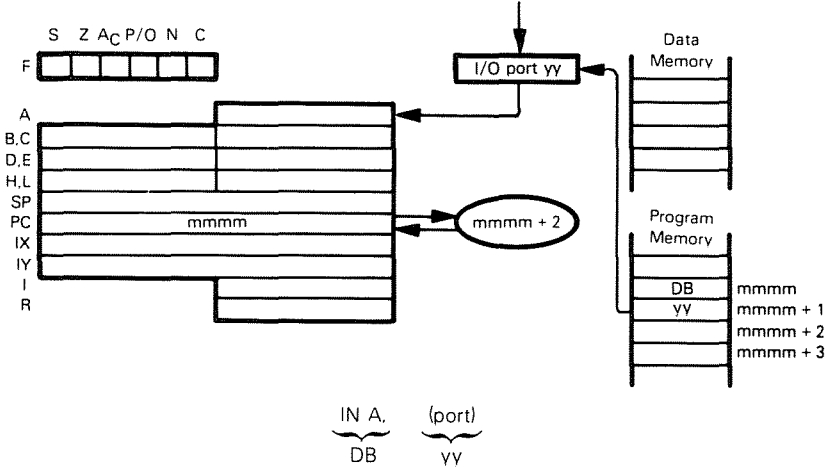 S Z AC P/O N C
F
I/O port yy
Data
Memory
A
B,C
D,E
H,L
SP
PC
IX
IY
I
R
mmmm
mmmm + 2
Program
Memory
DB
yy
mmmm
mmmm + 1
mmmm + 2
mmmm + 3
IN A, (port)
DB yy